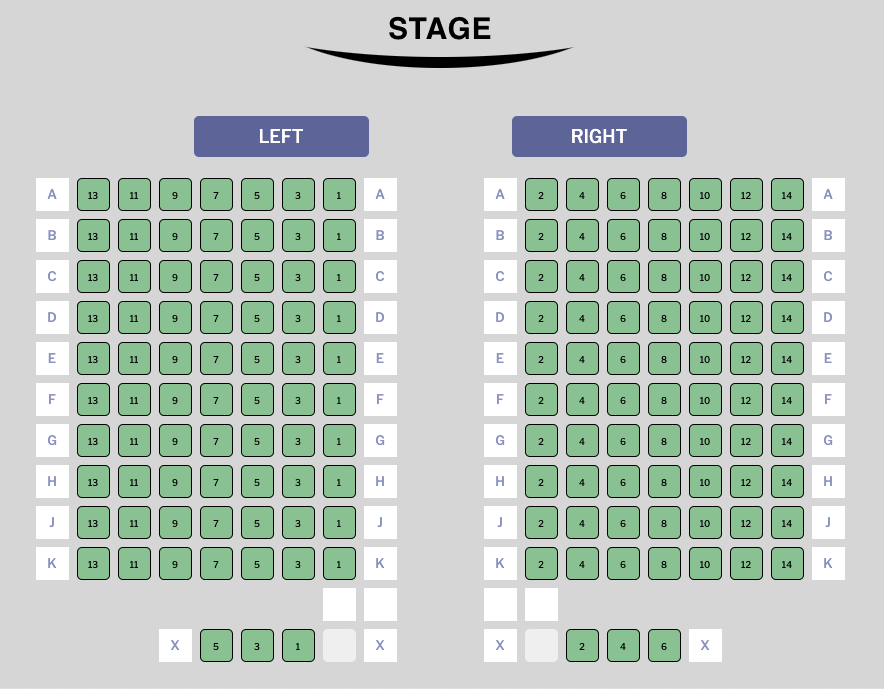 STAGE
LEFT RIGHT
A 13 11 9 7 5 3 1 A A 2 4 6 8 10 12 14 A
B 13 11 9 7 5 3 1 B B 2 4 6 8 10 12 14 B
C 13 11 9 7 5 3 1 C C 2 4 6 8 10 12 14 C
D 13 11 9 7 5 3 1 D D 2 4 6 8 10 12 14 D
E 13 11 9 7 5 3 1 E E 2 4 6 8 10 12 14 E
F 13 11 9 7 5 3 1 F F 2 4 6 8 10 12 14 F
G 13 11 9 7 5 3 1 G G 2 4 6 8 10 12 14 G
H 13 11 9 7 5 3 1 H H 2 4 6 8 10 12 14 H
J 13 11 9 7 5 3 1 J J 2 4 6 8 10 12 14 J
K 13 11 9 7 5 3 1 K K 2 4 6 8 10 12 14 K
X 5 3 1 X X 2 4 6 X